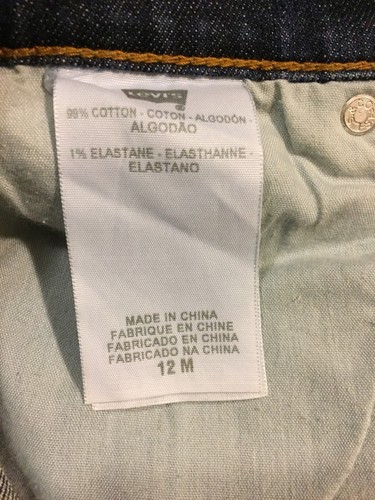 LEVI'S
®
99% COTTON - COTON - ALGODÓN -
ALGODÃO
1% ELASTANE - ELASTHANNE -
ELASTANO
MADE IN CHINA
FABRIQUE EN CHINE
FABRICADO EN CHINA
FABRICADO NA CHINA
12 M